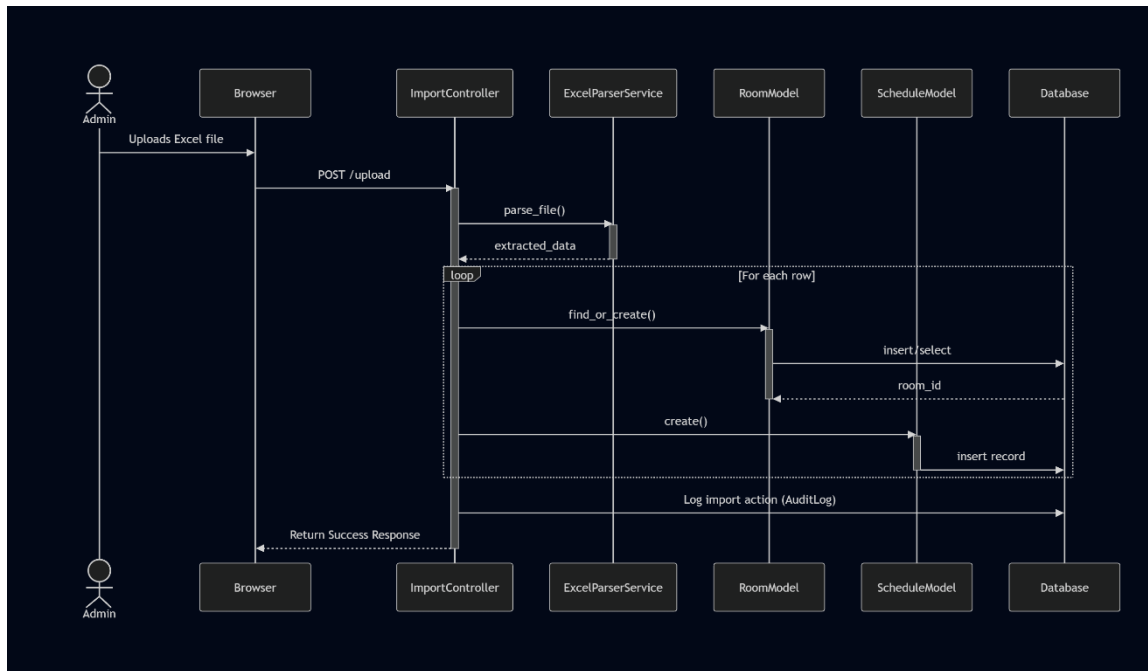 Admin
Browser
ImportController
ExcelParserService
RoomModel
ScheduleModel
Database
Uploads Excel file
POST /upload
parse_file()
extracted_data
loop
[For each row]
find_or_create()
insert/select
room_id
create()
insert record
Log import action (AuditLog)
Return Success Response
Admin
Browser
ImportController
ExcelParserService
RoomModel
ScheduleModel
Database